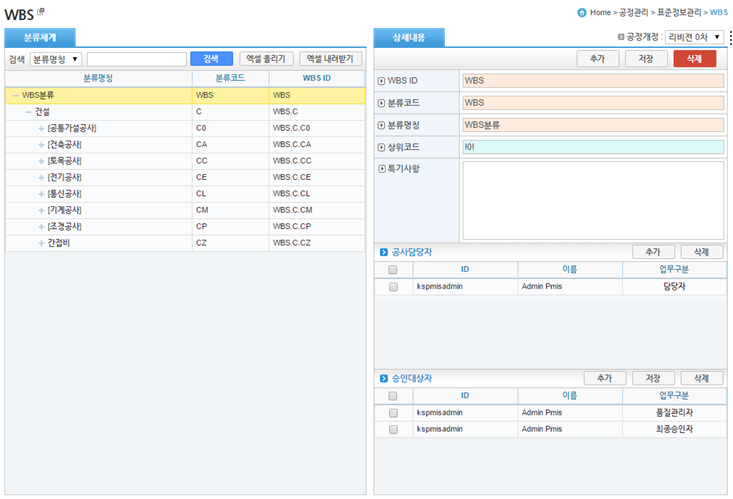 WBS
Home > 공정관리 > 표준정보관리 > WBS
분류체계
검색 분류명칭 검색 엑셀 올리기 엑셀 내려받기
분류명칭 분류코드 WBS ID
WBS분류 WBS WBS
건설 C WBS.C
[공통가설공사] C0 WBS.C.C0
[건축공사] CA WBS.C.CA
[토목공사] CC WBS.C.CC
[전기공사] CE WBS.C.CE
[통신공사] CL WBS.C.CL
[기계공사] CM WBS.C.CM
[조경공사] CP WBS.C.CP
간접비 CZ WBS.C.CZ
상세내용
공정개정 : 리비젼 0차
추가 저장 삭제
WBS ID WBS
분류코드 WBS
분류명칭 WBS분류
상위코드
특기사항
공사담당자 추가 삭제
ID 이름 업무구분
kspmisadmin Admin Pmis 담당자
승인대상자 추가 저장 삭제
ID 이름 업무구분
kspmisadmin Admin Pmis 품질관리자
kspmisadmin Admin Pmis 최종승인자